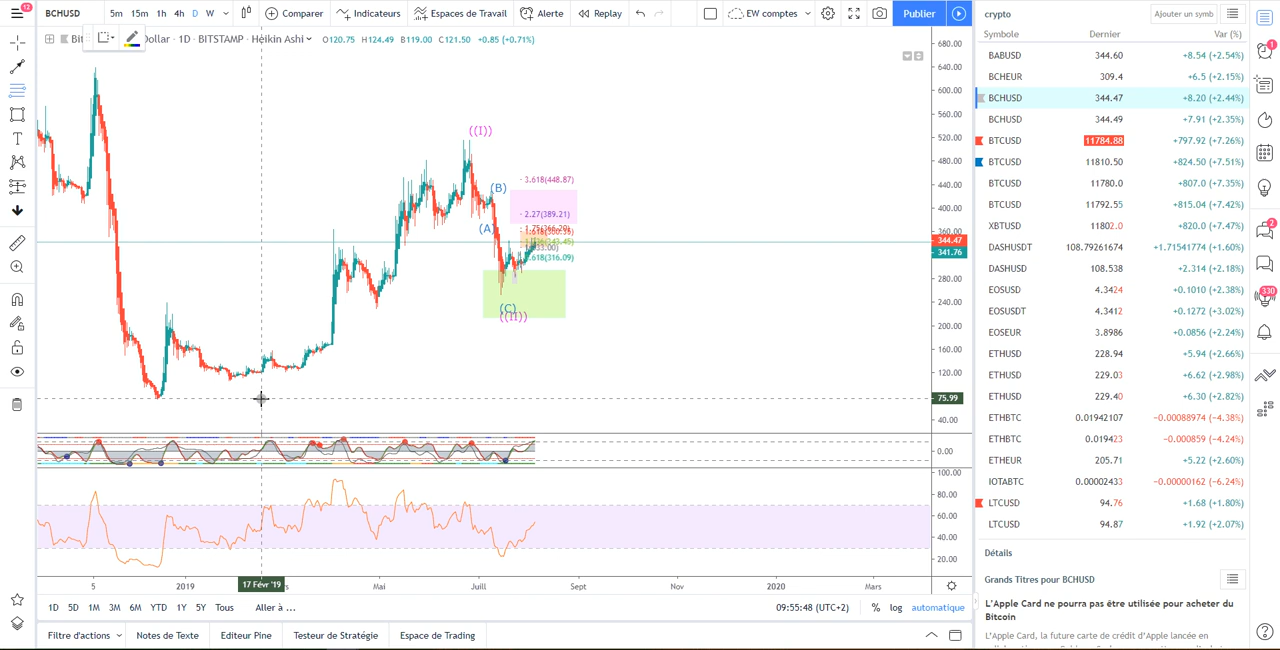 12
BCHUSD
5m 15m 1h 4h D W
Comparer
Indicateurs
Espaces de Travail
Alerte
Replay
EW comptes
Publier
Dollar · 1D · BITSTAMP · Heikin Ashi
O120.75 H124.49 B119.00 C121.50 +0.85 (+0.71%)
680.00
640.00
600.00
560.00
520.00
480.00
440.00
400.00
360.00
344.47
341.76
280.00
240.00
200.00
160.00
120.00
75.99
40.00
0.00
100.00
80.00
60.00
40.00
20.00
((I))
(B)
(A)
(C)
((II))
3.618(448.87)
2.27(389.21)
5 2019 17 Févr '19 Mai Juill Sept Nov 2020 Mars
1D 5D 1M 3M 6M YTD 1Y 5Y Tous Aller à ...
09:55:48 (UTC+2) % log automatique
Filtre d'actions Notes de Texte Editeur Pine Testeur de Stratégie Espace de Trading
crypto
Ajouter un symb
Symbole Dernier Var (%)
BABUSD 344.60 +8.54 (+2.54%)
BCHEUR 309.4 +6.5 (+2.15%)
BCHUSD 344.47 +8.20 (+2.44%)
BCHUSD 344.49 +7.91 (+2.35%)
BTCUSD 11784.88 +797.92 (+7.26%)
BTCUSD 11810.50 +824.50 (+7.51%)
BTCUSD 11780.0 +807.0 (+7.35%)
BTCUSD 11792.55 +815.04 (+7.42%)
XBTUSD 11802.0 +820.0 (+7.47%)
DASHUSDT 108.79261674 +1.71541774 (+1.60%)
DASHUSD 108.538 +2.314 (+2.18%)
EOSUSD 4.3424 +0.1010 (+2.38%)
EOSUSDT 4.3412 +0.1272 (+3.02%)
EOSEUR 3.8986 +0.0856 (+2.24%)
ETHUSD 228.94 +5.94 (+2.66%)
ETHUSD 229.03 +6.62 (+2.98%)
ETHUSD 229.40 +6.30 (+2.82%)
ETHBTC 0.01942107 −0.00088974 (−4.38%)
ETHBTC 0.019423 −0.000859 (−4.24%)
ETHEUR 205.71 +5.22 (+2.60%)
IOTABTC 0.00002433 −0.00000162 (−6.24%)
LTCUSD 94.76 +1.68 (+1.80%)
LTCUSD 94.87 +1.92 (+2.07%)
Détails
Grands Titres pour BCHUSD
L'Apple Card ne pourra pas être utilisée pour acheter du
Bitcoin
L'Apple Card, la future carte de crédit d'Apple lancée en
1
2
330